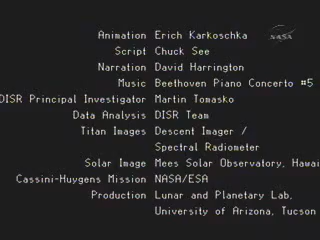 NASA
Animation Erich Karkoschka
Script Chuck See
Narration David Harrington
Music Beethoven Piano Concerto #5
DISR Principal Investigator Martin Tomasko
Data Analysis DISR Team
Titan Images Descent Imager /
Spectral Radiometer
Solar Image Mees Solar Observatory, Hawai
Cassini-Huygens Mission NASA/ESA
Production Lunar and Planetary Lab,
University of Arizona, Tucson